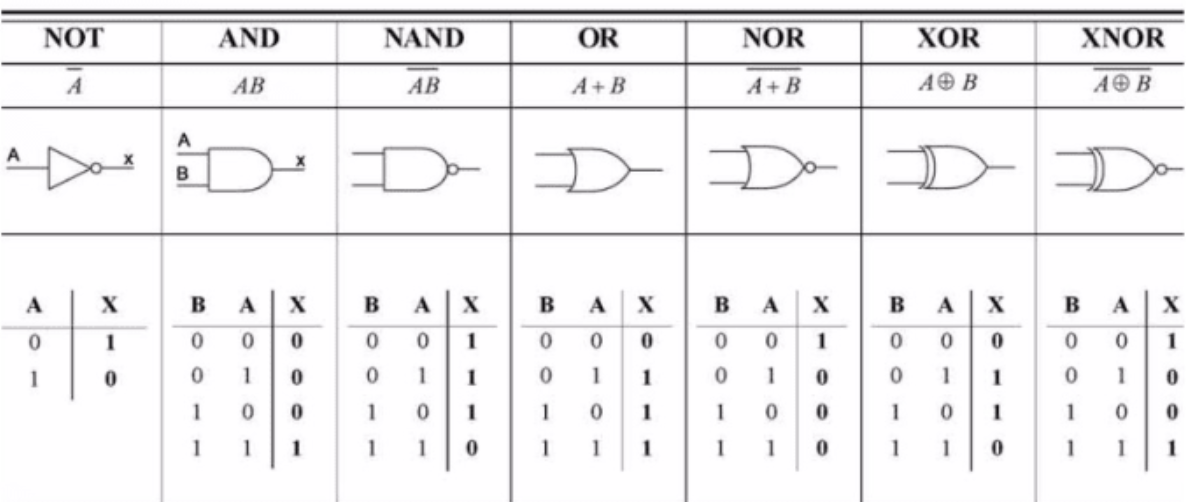 NOT AND NAND OR NOR XOR XNOR
A̅ AB A̅B̅ A + B A̅ ̅+̅ ̅B̅ A ⊕ B A̅ ̅⊕̅ ̅B̅
A x A B x
A X B A X B A X B A X B A X B A X B A X
0 1 0 0 0 0 0 1 0 0 0 0 0 1 0 0 0 0 0 1
1 0 0 1 0 0 1 1 0 1 1 0 1 0 0 1 1 0 1 0
1 0 0 1 0 1 1 0 1 1 0 0 1 0 1 1 0 0
1 1 1 1 1 0 1 1 1 1 1 0 1 1 0 1 1 1